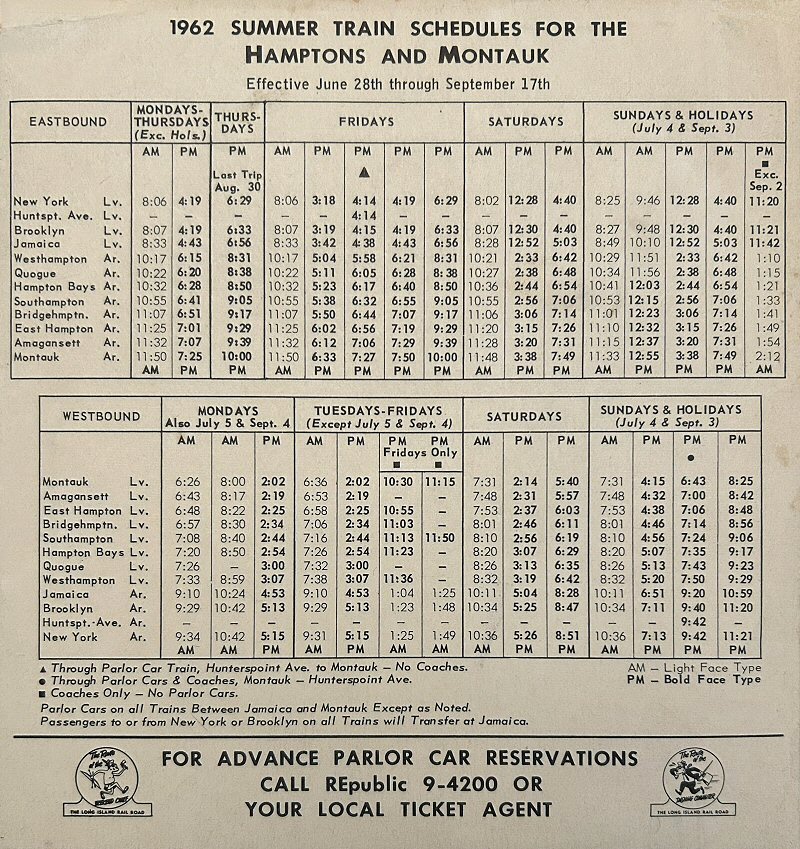 1962 SUMMER TRAIN SCHEDULES FOR THE
HAMPTONS AND MONTAUK
Effective June 28th through September 17th
EASTBOUND MONDAYS-THURSDAYS (Exc. Hols.) THURS-DAYS FRIDAYS SATURDAYS SUNDAYS & HOLIDAYS (July 4 & Sept. 3)
AM PM PM AM PM PM PM PM AM PM PM AM AM PM PM PM
Last Trip Aug. 30 ▲ ■ Exc. Sept. 2
New York Lv. 8:06 4:19 6:29 8:06 3:18 4:14 4:19 6:29 8:02 12:28 4:40 8:25 9:46 12:28 4:40 11:20
Huntspt. Ave. Lv. – – – – – 4:14 – – – – – – – – – –
Brooklyn Lv. 8:07 4:19 6:33 8:07 3:19 4:15 4:19 6:33 8:07 12:30 4:40 8:27 9:48 12:30 4:40 11:21
Jamaica Lv. 8:33 4:43 6:56 8:33 3:42 4:38 4:43 6:56 8:28 12:52 5:03 8:49 10:10 12:52 5:03 11:42
Westhampton Ar. 10:17 6:15 8:31 10:17 5:04 5:58 6:21 8:31 10:21 2:33 6:42 10:29 11:51 2:33 6:42 1:10
Quogue Ar. 10:22 6:20 8:38 10:22 5:11 6:05 6:28 8:38 10:27 2:38 6:48 10:34 11:56 2:38 6:48 1:15
Hampton Bays Ar. 10:32 6:28 8:50 10:32 5:23 6:17 6:40 8:50 10:36 2:44 6:54 10:41 12:03 2:44 6:54 1:21
Southampton Ar. 10:55 6:41 9:05 10:55 5:38 6:32 6:55 9:05 10:55 2:56 7:06 10:53 12:15 2:56 7:06 1:33
Bridgehmptn. Ar. 11:07 6:51 9:17 11:07 5:50 6:44 7:07 9:17 11:06 3:06 7:14 11:01 12:23 3:06 7:14 1:41
East Hampton Ar. 11:25 7:01 9:29 11:25 6:02 6:56 7:19 9:29 11:20 3:15 7:26 11:10 12:32 3:15 7:26 1:49
Amagansett Ar. 11:32 7:07 9:39 11:32 6:12 7:06 7:29 9:39 11:28 3:20 7:31 11:15 12:37 3:20 7:31 1:54
Montauk Ar. 11:50 7:25 10:00 11:50 6:33 7:27 7:50 10:00 11:48 3:38 7:49 11:33 12:55 3:38 7:49 2:12
AM PM PM AM PM PM PM PM AM PM PM AM PM PM PM AM
WESTBOUND MONDAYS Also July 5 & Sept. 4 TUESDAYS-FRIDAYS (Except July 5 & Sept. 4) SATURDAYS SUNDAYS & HOLIDAYS (July 4 & Sept. 3)
AM AM PM AM PM PM PM AM PM PM AM PM PM PM
Fridays Only
■ ■ ●
Montauk Lv. 6:26 8:00 2:02 6:36 2:02 10:30 11:15 7:31 2:14 5:40 7:31 4:15 6:43 8:25
Amagansett Lv. 6:43 8:17 2:19 6:53 2:19 – – 7:48 2:31 5:57 7:48 4:32 7:00 8:42
East Hampton Lv. 6:48 8:22 2:25 6:58 2:25 10:55 – 7:53 2:37 6:03 7:53 4:38 7:06 8:48
Bridgehmptn. Lv. 6:57 8:30 2:34 7:06 2:34 11:03 – 8:01 2:46 6:11 8:01 4:46 7:14 8:56
Southampton Lv. 7:08 8:40 2:44 7:16 2:44 11:13 11:50 8:10 2:56 6:19 8:10 4:56 7:24 9:06
Hampton Bays Lv. 7:20 8:50 2:54 7:26 2:54 11:23 – 8:20 3:07 6:29 8:20 5:07 7:35 9:17
Quogue Lv. 7:26 – 3:00 7:32 3:00 – – 8:26 3:13 6:35 8:26 5:13 7:43 9:23
Westhampton Lv. 7:33 8:59 3:07 7:38 3:07 11:36 – 8:32 3:19 6:42 8:32 5:20 7:50 9:29
Jamaica Ar. 9:10 10:24 4:53 9:10 4:53 1:04 1:25 10:11 5:04 8:28 10:11 6:51 9:20 10:59
Brooklyn Ar. 9:29 10:42 5:13 9:29 5:13 1:23 1:48 10:34 5:25 8:47 10:34 7:11 9:40 11:20
Huntspt. Ave. Ar. – – – – – – – – – – – – 9:42 –
New York Ar. 9:34 10:42 5:15 9:31 5:15 1:25 1:49 10:36 5:26 8:51 10:36 7:13 9:42 11:21
AM AM PM AM PM AM AM AM PM PM AM PM PM PM
▲ Through Parlor Car Train, Hunterspoint Ave. to Montauk – No Coaches. AM – Light Face Type
● Through Parlor Cars & Coaches, Montauk – Hunterspoint Ave. PM – Bold Face Type
■ Coaches Only – No Parlor Cars.
Parlor Cars on all Trains Between Jamaica and Montauk Except as Noted.
Passengers to or from New York or Brooklyn on all Trains will Transfer at Jamaica.
FOR ADVANCE PARLOR CAR RESERVATIONS
CALL REpublic 9-4200 OR
YOUR LOCAL TICKET AGENT
The Route of the
THE LONG ISLAND RAIL ROAD
The Route of the
DASHING COMMUTER
THE LONG ISLAND RAIL ROAD